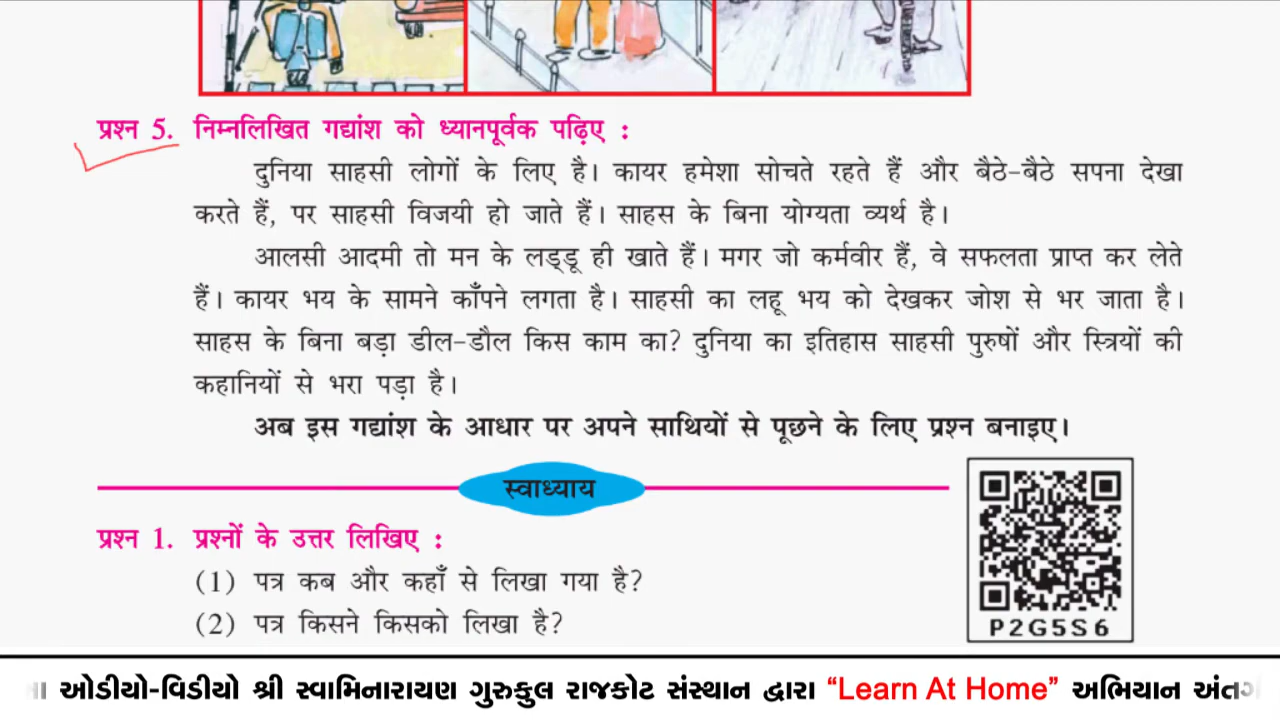 प्रश्न 5. निम्नलिखित गद्यांश को ध्यानपूर्वक पढ़िए :
दुनिया साहसी लोगों के लिए है। कायर हमेशा सोचते रहते हैं और बैठे-बैठे सपना देखा
करते हैं, पर साहसी विजयी हो जाते हैं। साहस के बिना योग्यता व्यर्थ है।
आलसी आदमी तो मन के लड्डू ही खाते हैं। मगर जो कर्मवीर हैं, वे सफलता प्राप्त कर लेते
हैं। कायर भय के सामने काँपने लगता है। साहसी का लहू भय को देखकर जोश से भर जाता है।
साहस के बिना बड़ा डील-डौल किस काम का? दुनिया का इतिहास साहसी पुरुषों और स्त्रियों की
कहानियों से भरा पड़ा है।
अब इस गद्यांश के आधार पर अपने साथियों से पूछने के लिए प्रश्न बनाइए।
स्वाध्याय
प्रश्न 1. प्रश्नों के उत्तर लिखिए :
(1) पत्र कब और कहाँ से लिखा गया है?
(2) पत्र किसने किसको लिखा है?
P2G5S6
ઓડીયો-વિડીયો શ્રી સ્વામિનારાયણ ગુરુકુલ રાજકોટ સંસ્થાન દ્વારા “Learn At Home” અભિયાન